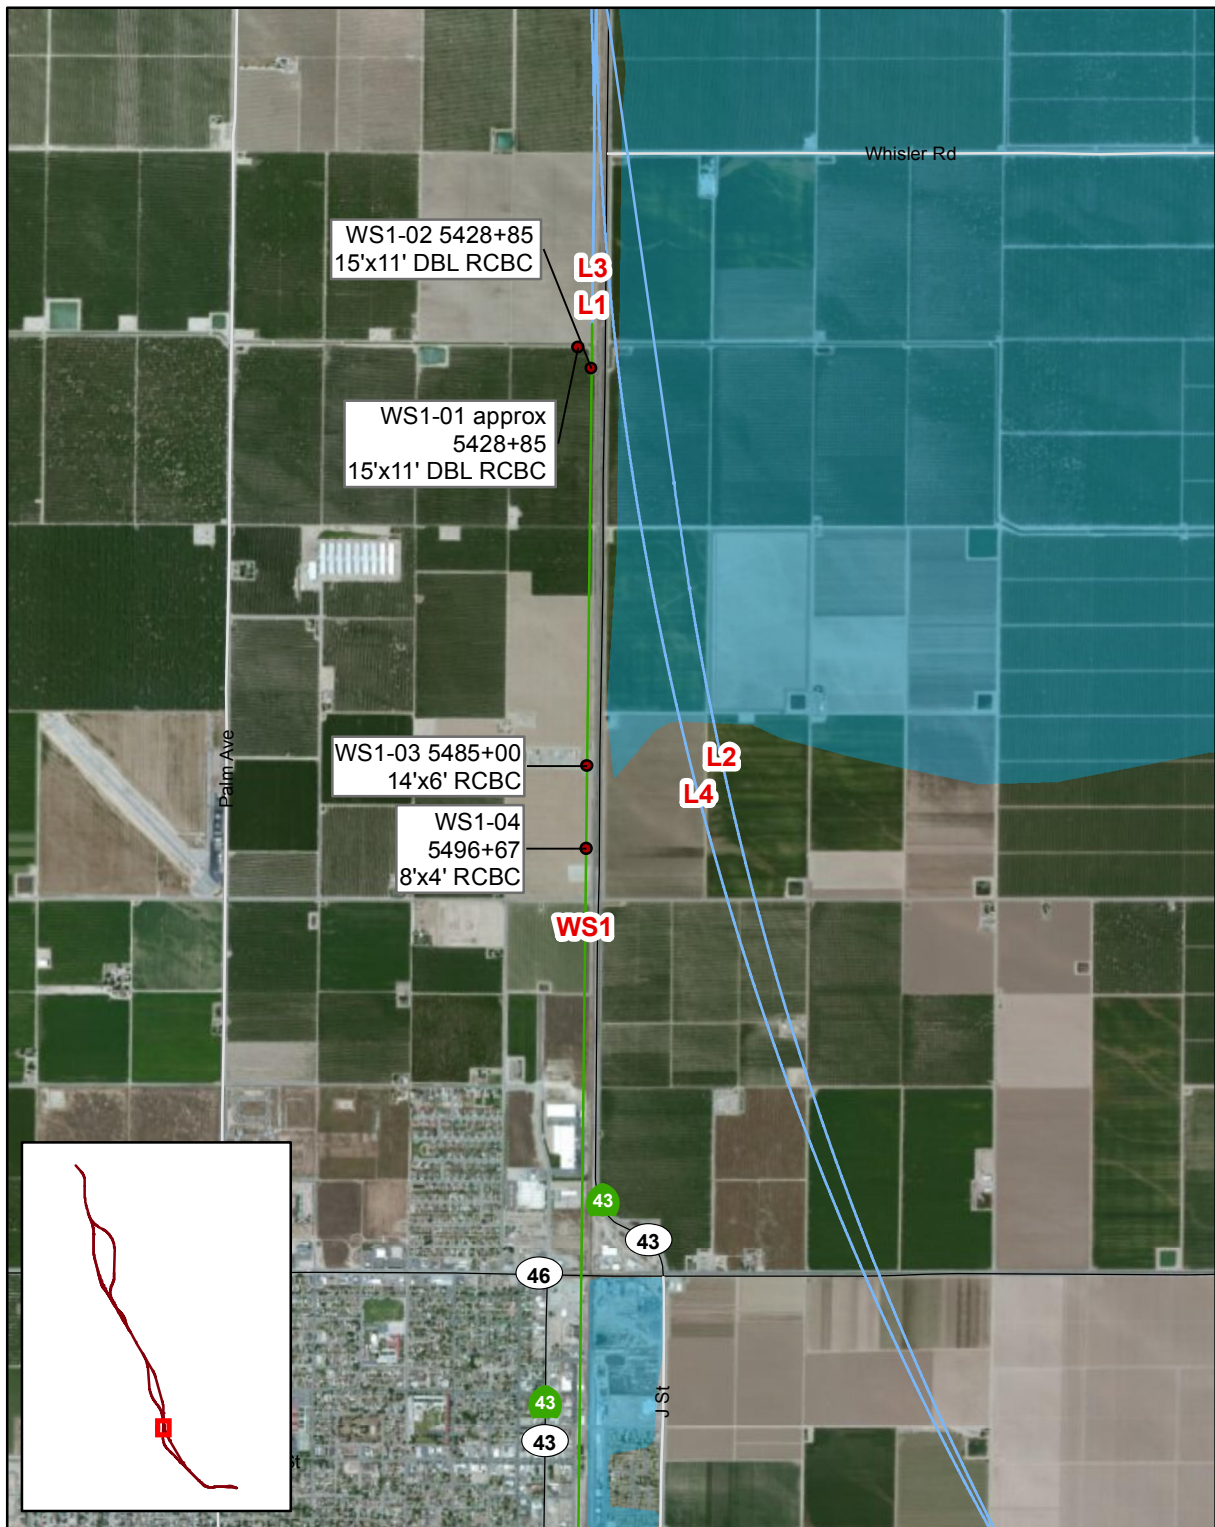 Whisler Rd
WS1-02 5428+85
15'x11' DBL RCBC
L3
L1
WS1-01 approx
5428+85
15'x11' DBL RCBC
Palm Ave
WS1-03 5485+00
14'x6' RCBC
L2
L4
WS1-04
5496+67
8'x4' RCBC
WS1
43
43
46
43
43
J St